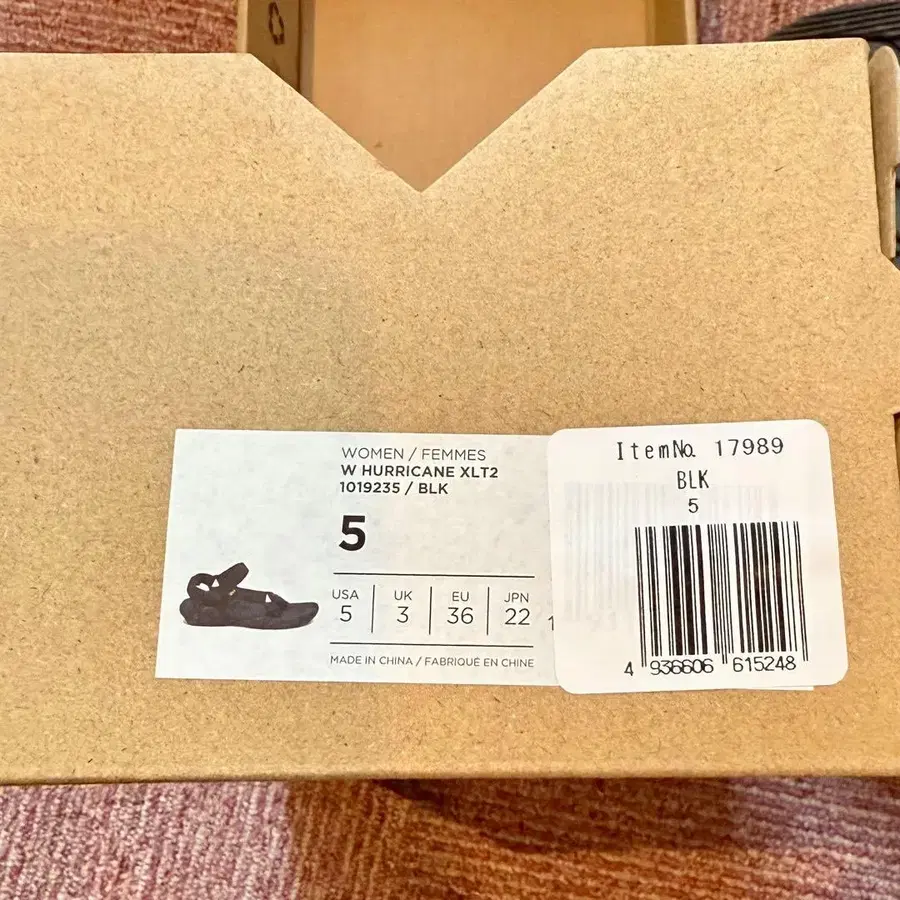 WOMEN / FEMMES
W HURRICANE XLT2
1019235 / BLK
5
USA UK EU JPN
5 3 36 22
MADE IN CHINA / FABRIQUÉ EN CHINE
ItemNo. 17989
BLK
5
4 936606 615248